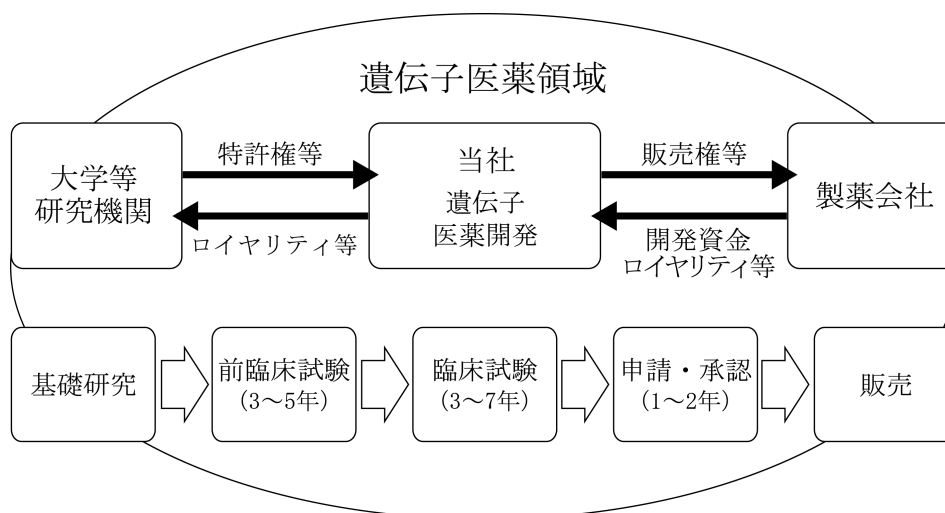 遺伝子医薬領域
大学等
研究機関
特許権等
ロイヤリティ等
当社
遺伝子
医薬開発
販売権等
開発資金
ロイヤリティ等
製薬会社
基礎研究
前臨床試験
(3〜5年)
臨床試験
(3〜7年)
申請・承認
(1〜2年)
販売